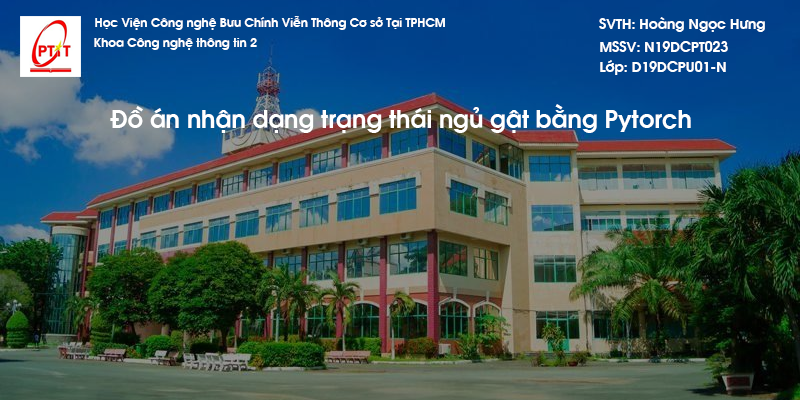 PTIT
Học Viện Công nghệ Bưu Chính Viễn Thông Cơ sở Tại TPHCM
Khoa Công nghệ thông tin 2
SVTH: Hoàng Ngọc Hưng
MSSV: N19DCPT023
Lớp: D19DCPU01-N
Đồ án nhận dạng trạng thái ngủ gật bằng Pytorch